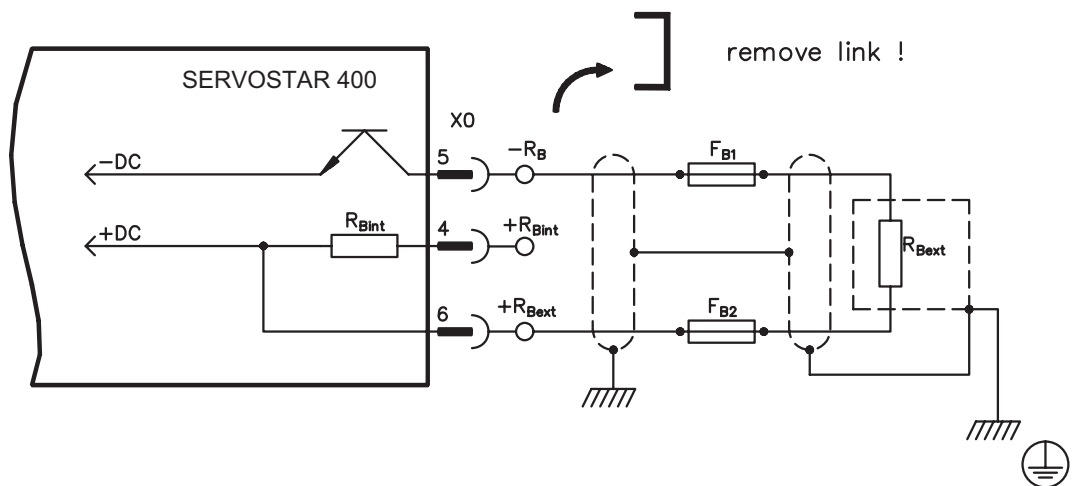 remove link !
SERVOSTAR 400
X0
−DC
5
−RB
FB1
+DC
RBint
4
+RBint
RBext
6
+RBext
FB2